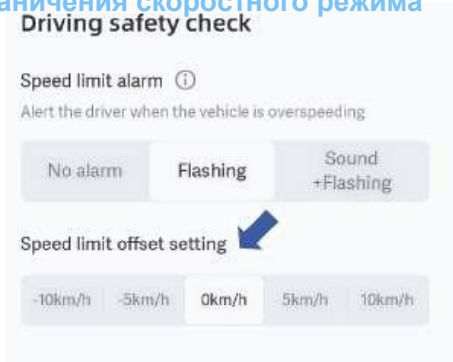 аничения скоростного режима
Driving safety check
Speed limit alarm
Alert the driver when the vehicle is overspeeding
No alarm
Flashing
Sound
+Flashing
Speed limit offset setting
-10km/h
-5km/h
0km/h
5km/h
10km/h